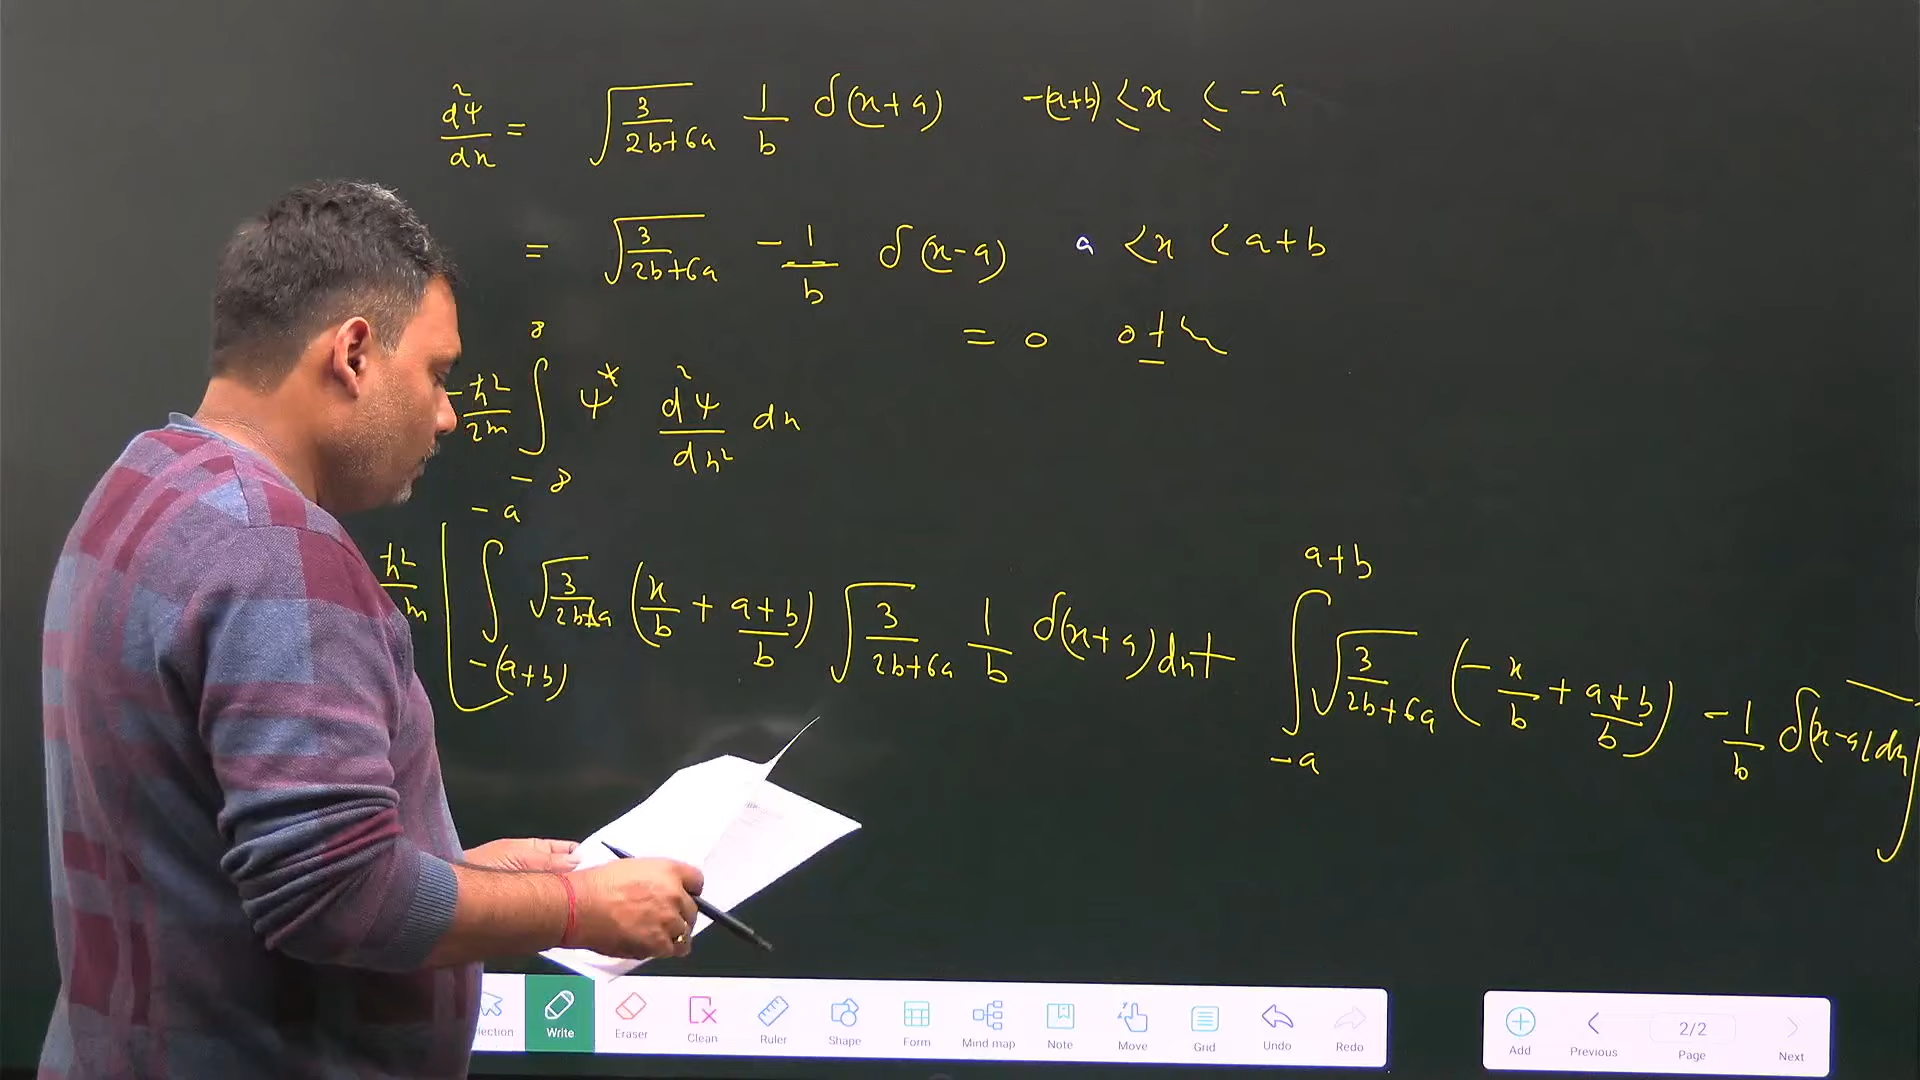 d²ψ/dx = √(3/(2b+6a)) 1/b δ(x+a) -(a+b) ≤ x ≤ -a
= √(3/(2b+6a)) -1/b δ(x-a) a < x < a+b
= 0 oth
-ℏ²/2m ∫_{-∞}^{∞} ψ* d²ψ/dx² dx
ℏ²/m [∫_{-(a+b)}^{-a} √(3/(2b+6a)) (x/b + (a+b)/b) √(3/(2b+6a)) 1/b δ(x+a) dx + ∫_{-a}^{a+b} √(3/(2b+6a)) (-x/b + (a+b)/b) -1/b δ(x-a) dx]
Write Eraser Clean Ruler Shape Form Mind map Note Move Grid Undo Redo
Add Previous 2/2 Page Next